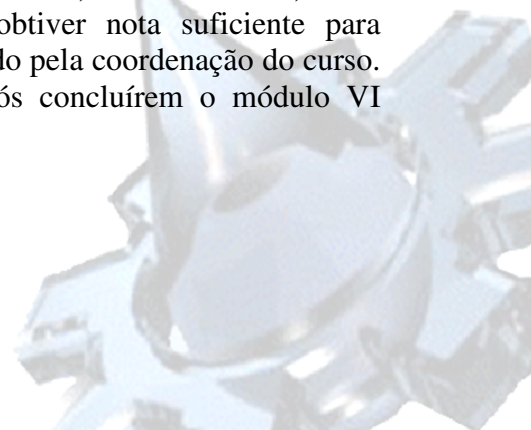 obtiver nota suficiente para
do pela coordenação do curso.
ós concluírem o módulo VI